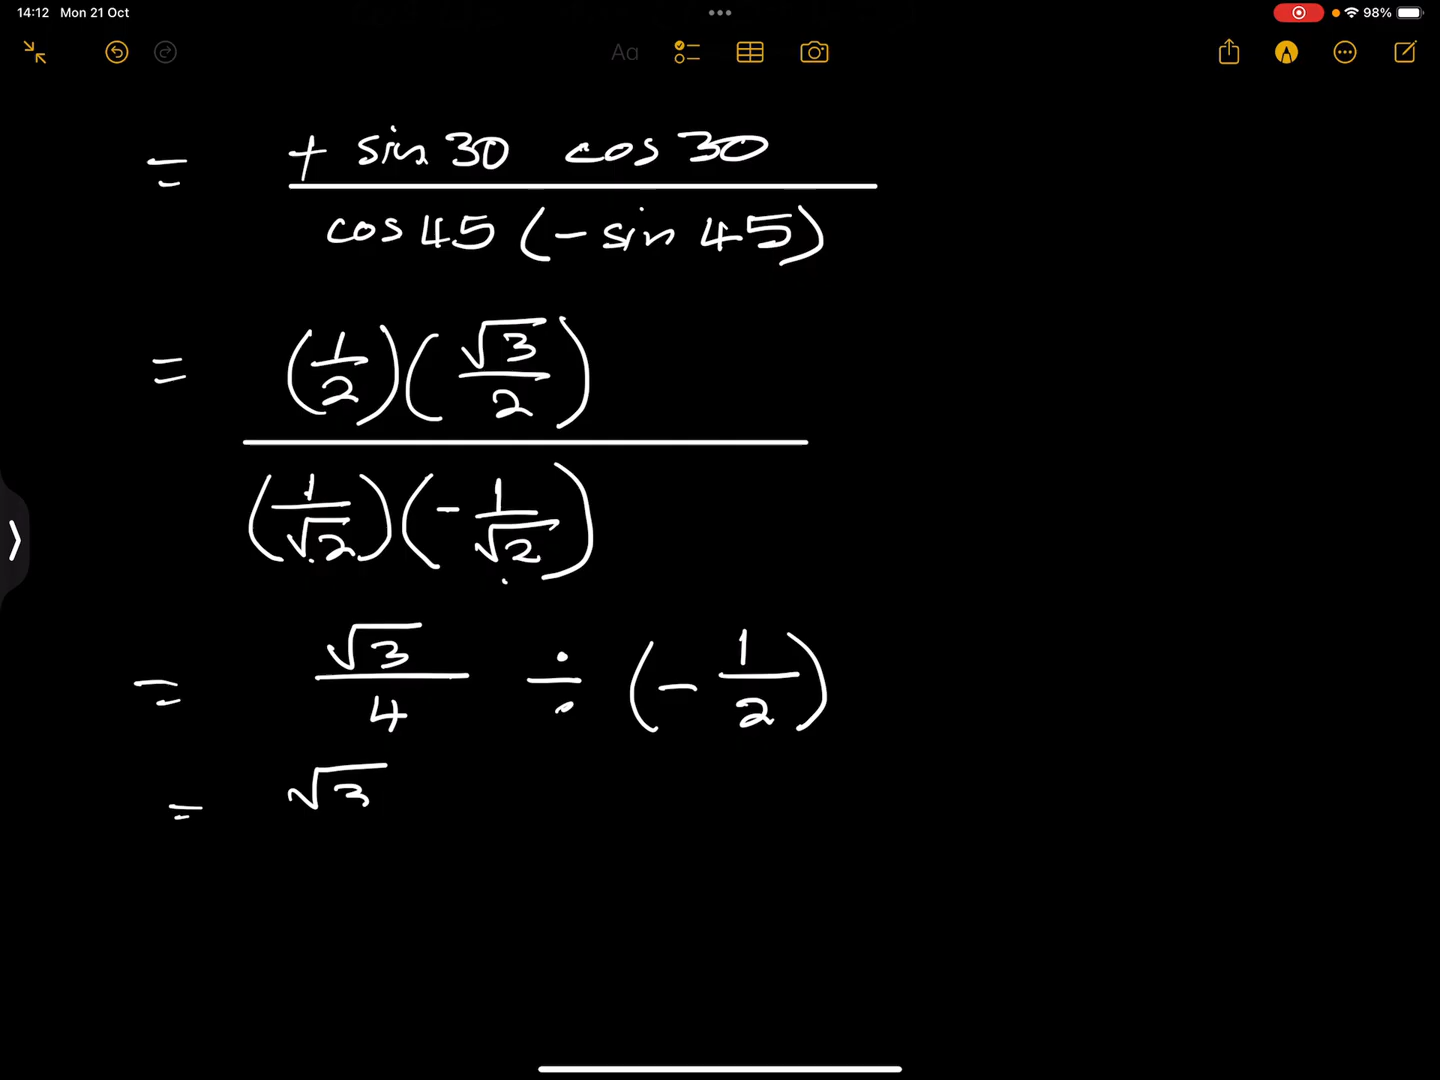 14:12 Mon 21 Oct 98%
Aa
= + sin 30 cos 30
cos 45 (- sin 45)
= (1/2)(√3/2)
(1/√2)(- 1/√2)
= √3/4 ÷ (- 1/2)
= √3